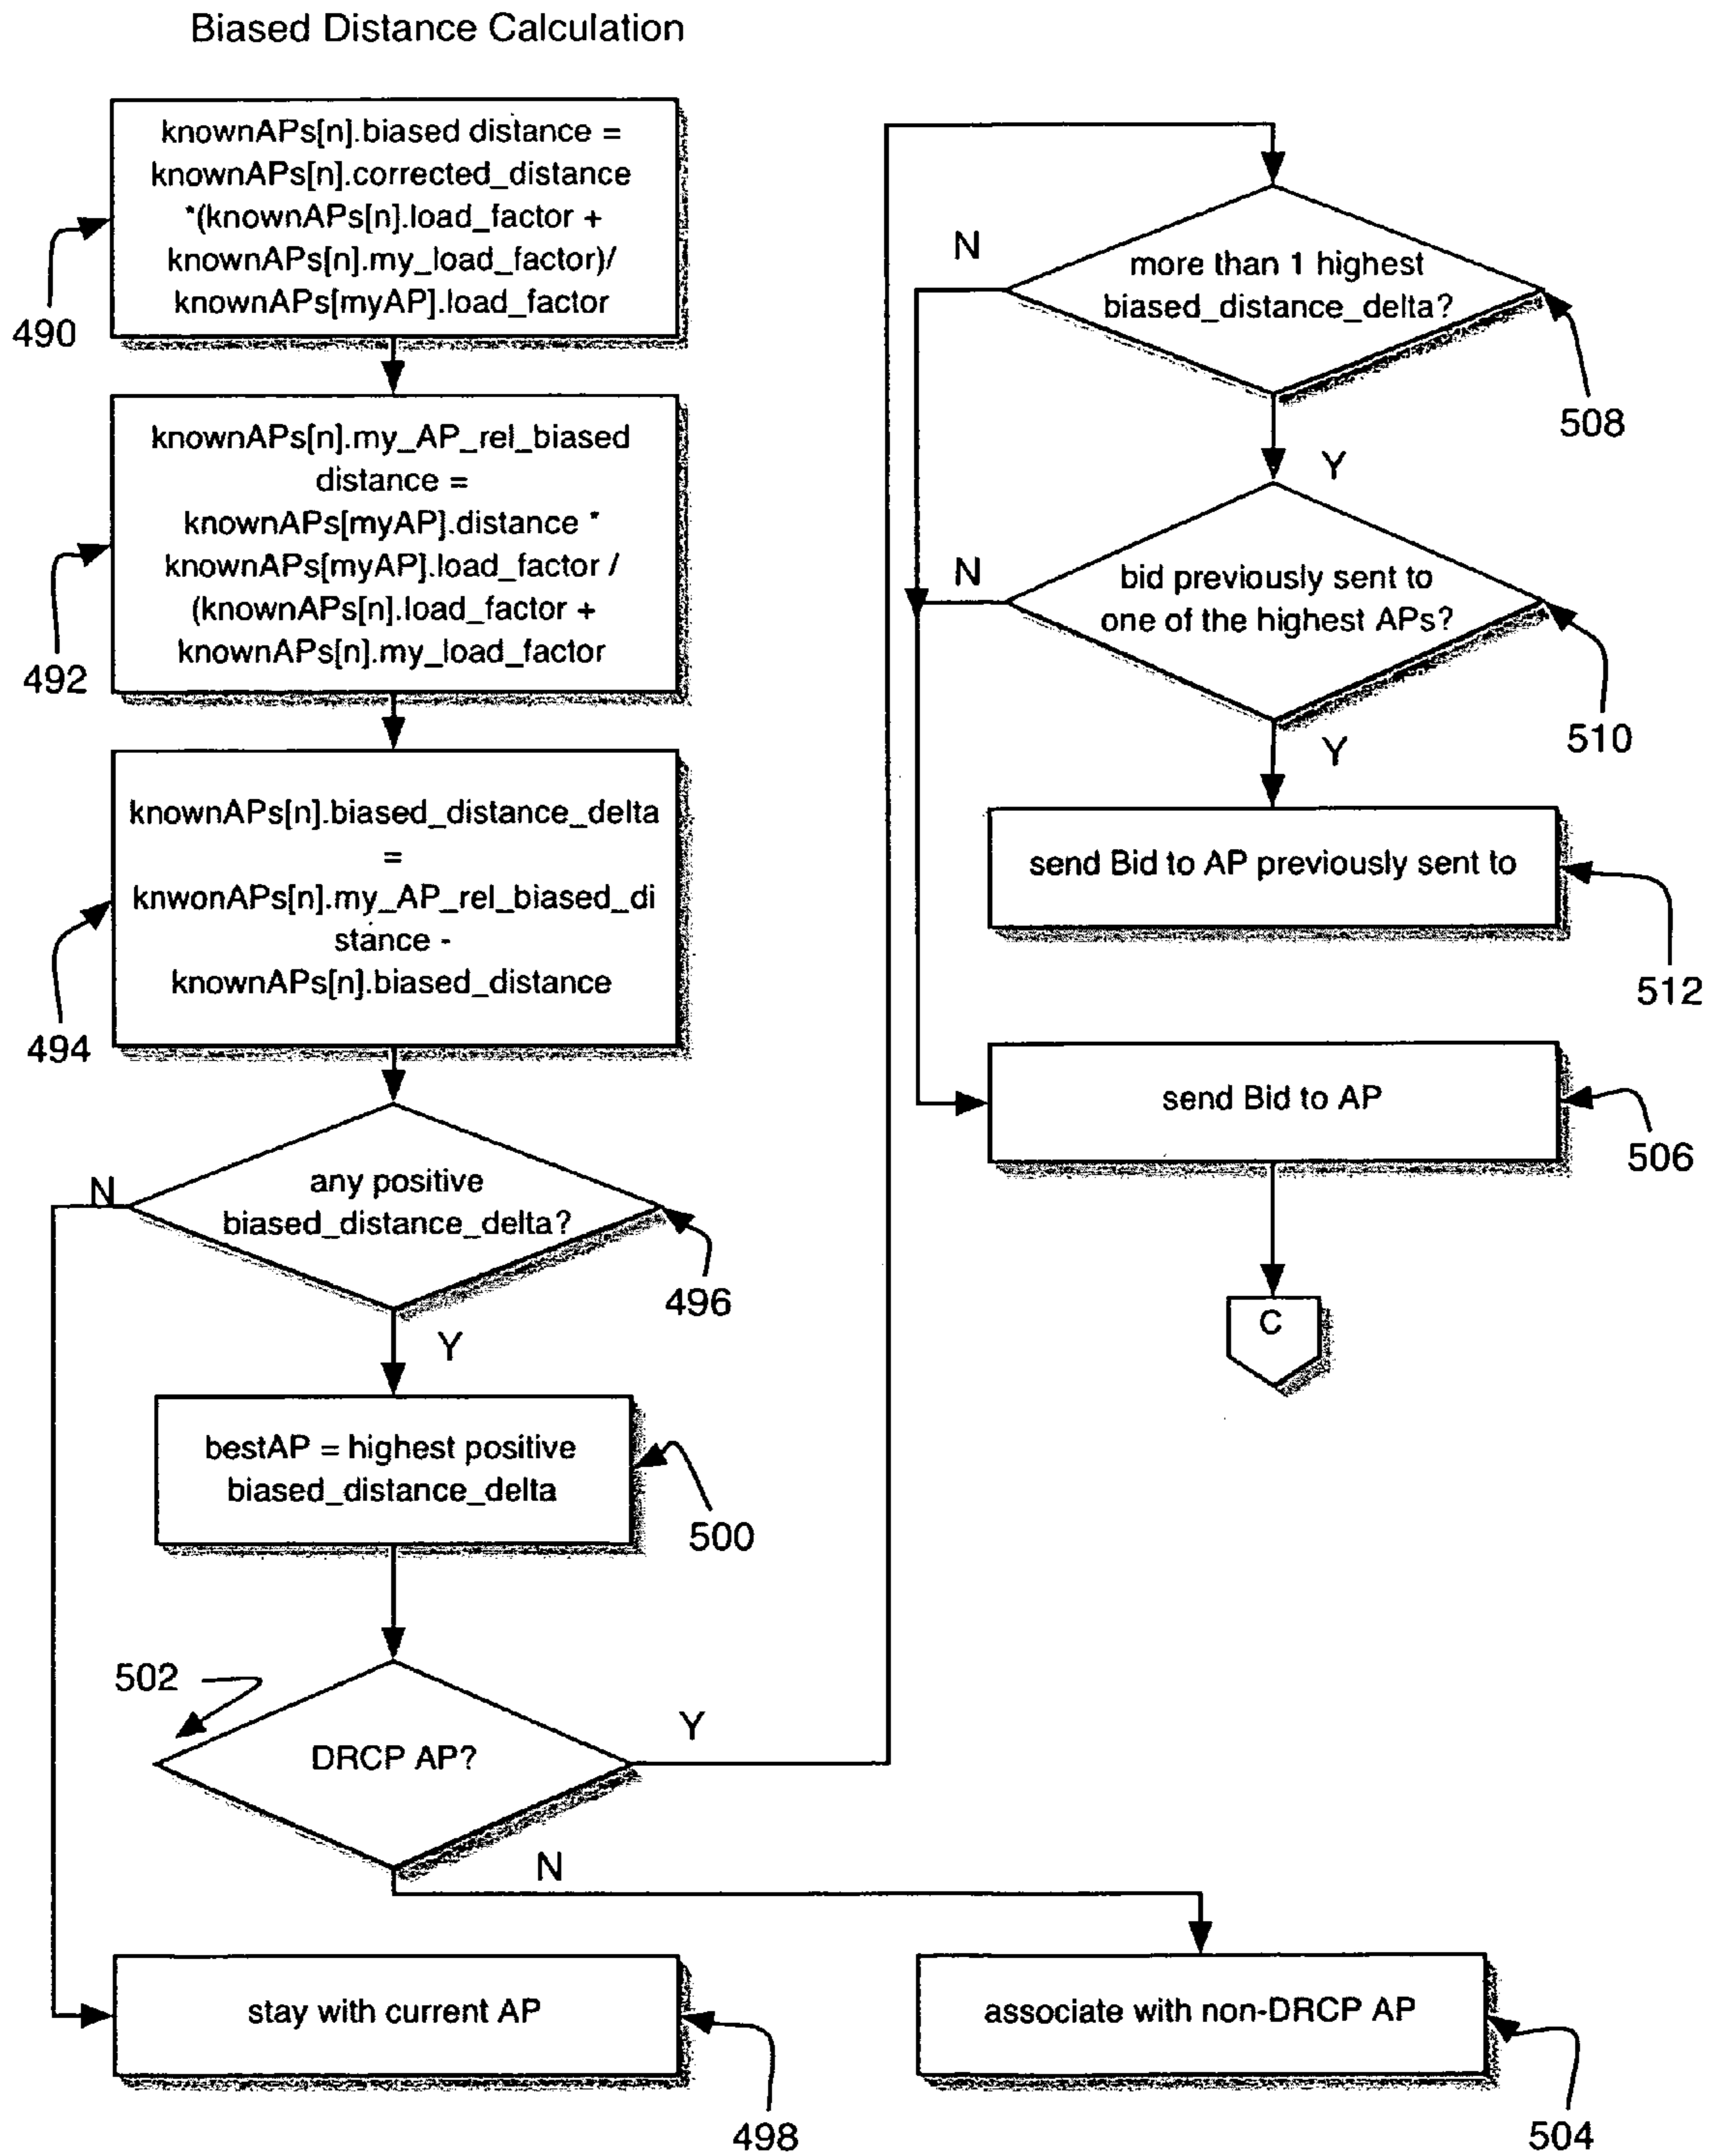 Biased Distance Calculation
knownAPs[n].biased distance =
knownAPs[n].corrected_distance
*(knownAPs[n].load_factor +
knownAPs[n].my_load_factor)/
knownAPs[myAP].load_factor
490
knownAPs[n].my_AP_rel_biased
distance =
knownAPs[myAP].distance *
knownAPs[myAP].load_factor /
(knownAPs[n].load_factor +
knownAPs[n].my_load_factor
492
knownAPs[n].biased_distance_delta
=
knwonAPs[n].my_AP_rel_biased_di
stance -
knownAPs[n].biased_distance
494
N
any positive
biased_distance_delta?
496
Y
bestAP = highest positive
biased_distance_delta
500
502
DRCP AP?
Y
N
stay with current AP
498
associate with non-DRCP AP
504
N
more than 1 highest
biased_distance_delta?
508
Y
N
bid previously sent to
one of the highest APs?
510
Y
send Bid to AP previously sent to
512
send Bid to AP
506
C